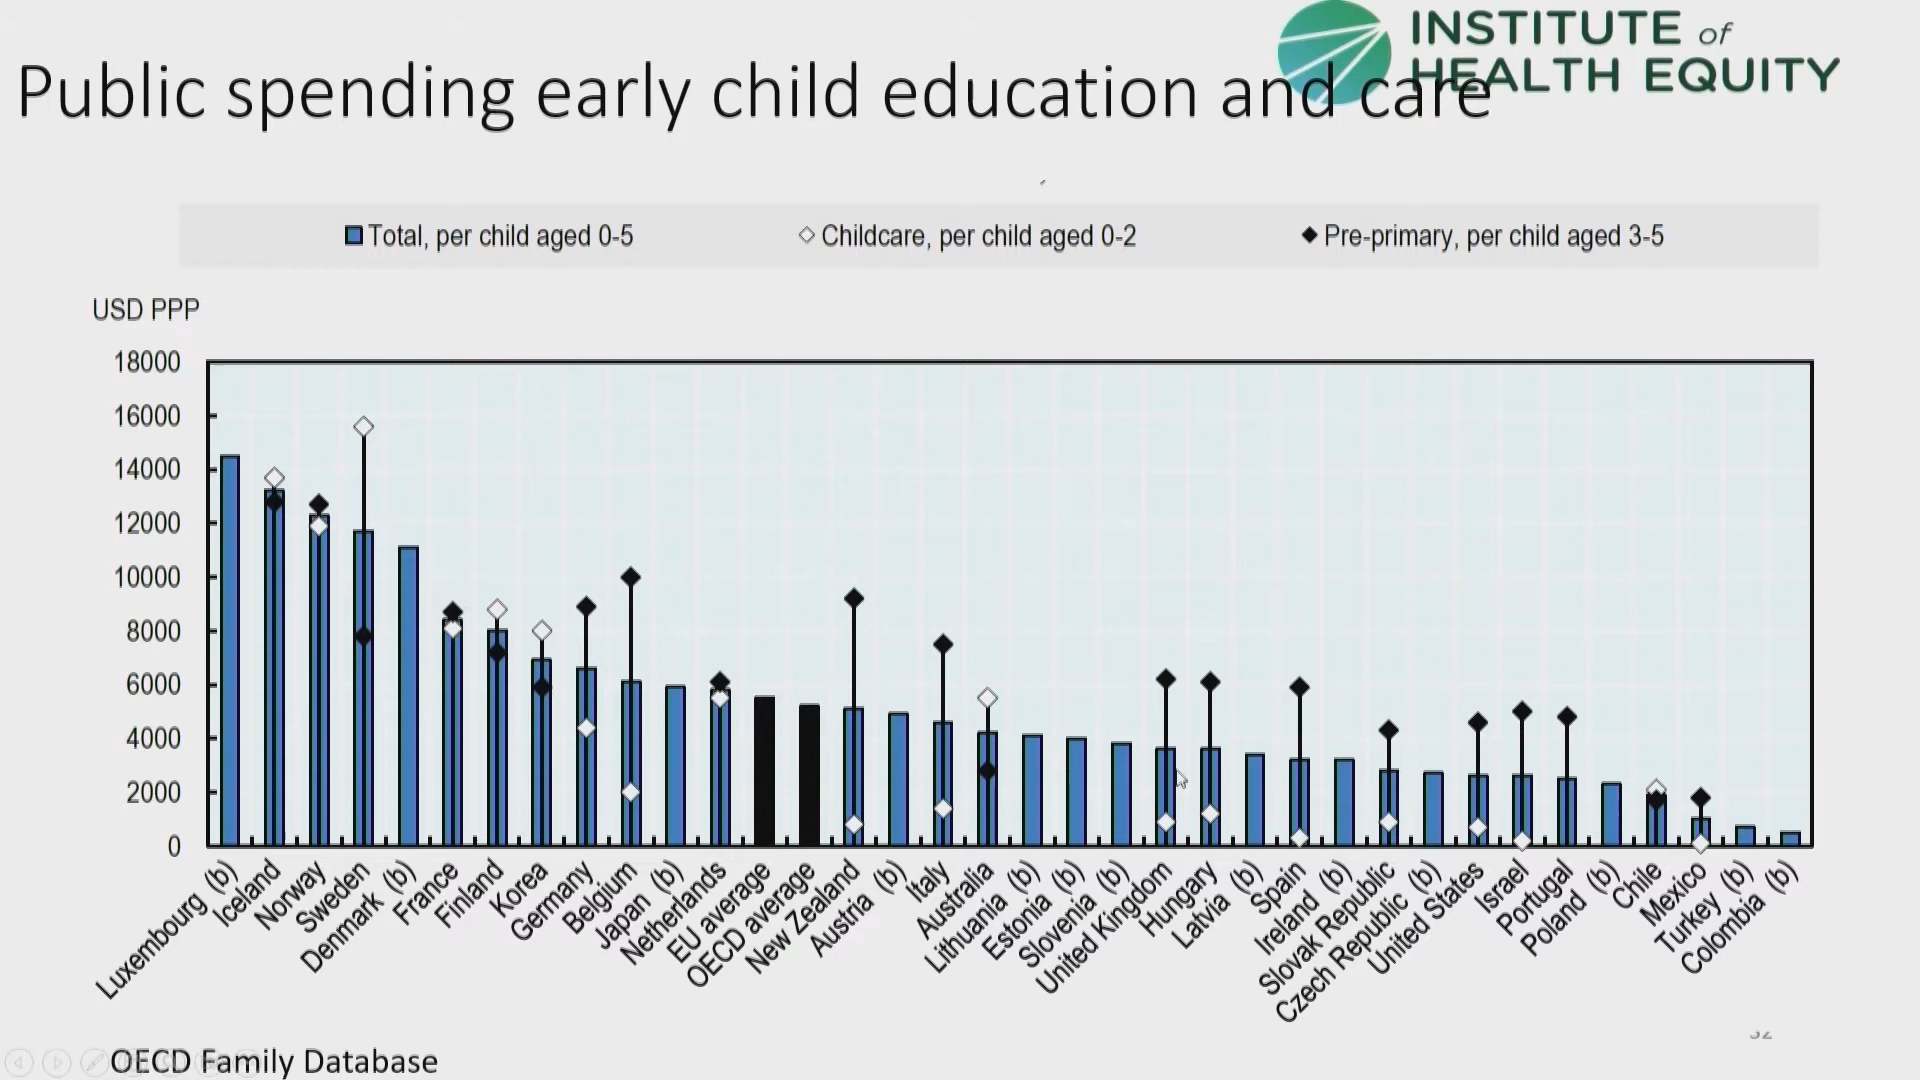 INSTITUTE of
HEALTH EQUITY
Public spending early child education and care
Total, per child aged 0-5
Childcare, per child aged 0-2
Pre-primary, per child aged 3-5
USD PPP
18000
16000
14000
12000
10000
8000
6000
4000
2000
0
Luxembourg (b)
Iceland
Norway
Sweden
Denmark (b)
France
Finland
Korea
Germany
Belgium
Japan (b)
Netherlands
EU average
OECD average
New Zealand
Austria (b)
Italy
Australia
Lithuania (b)
Estonia (b)
Slovenia (b)
United Kingdom
Hungary
Latvia (b)
Spain
Ireland (b)
Slovak Republic
Czech Republic (b)
United States
Israel
Portugal
Poland (b)
Chile
Mexico
Turkey (b)
Colombia (b)
OECD Family Database